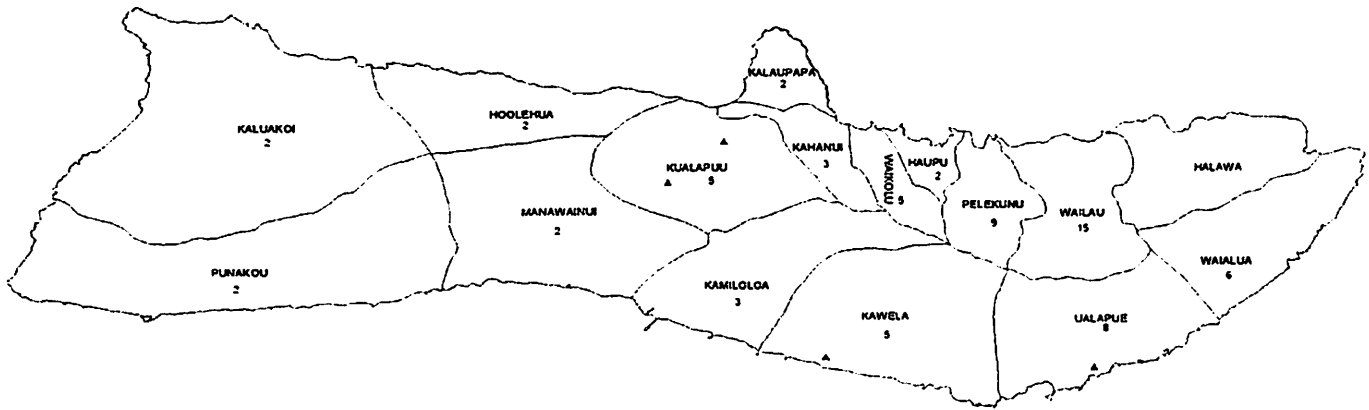 KALAUPAPA
2
KALUAKOI
2
HOOLEHUA
2
KUALAPUU
5
KAHANUI
3
WAIKOLU
5
HAUPU
2
PELEKUNU
9
WAILAU
15
HALAWA
MANAWAINUI
2
PUNAKOU
2
KAMILOLOA
3
KAWELA
5
UALAPUE
8
WAIALUA
6